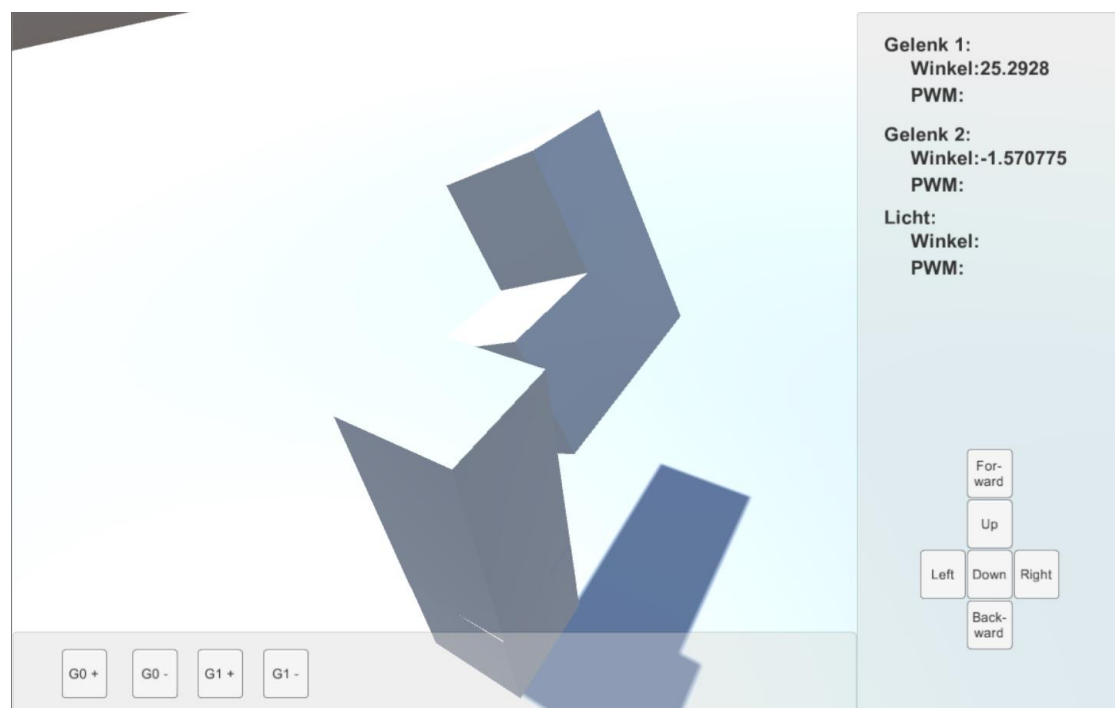 Gelenk 1:
Winkel:25.2928
PWM:
Gelenk 2:
Winkel:-1.570775
PWM:
Licht:
Winkel:
PWM:
For-
ward
Up
Left Down Right
Back-
ward
G0 + G0 - G1 + G1 -